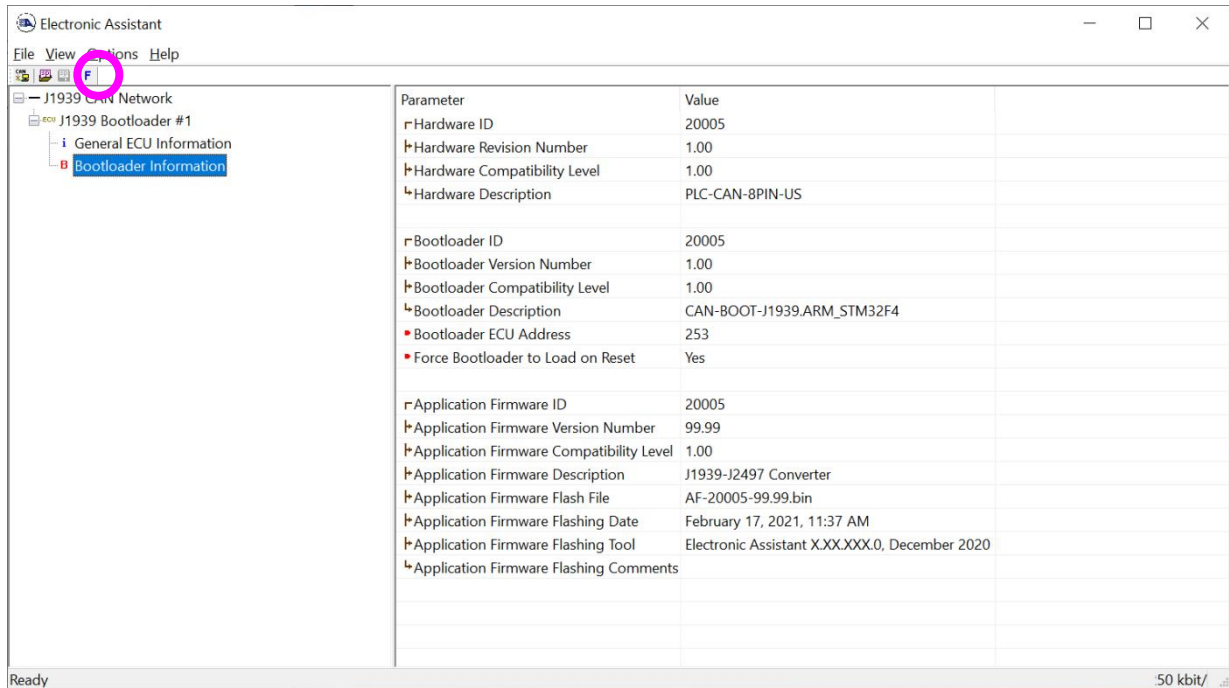 Electronic Assistant
File View Options Help
F
J1939 CAN Network
ECU J1939 Bootloader #1
i General ECU Information
B Bootloader Information
Parameter Value
Hardware ID 20005
Hardware Revision Number 1.00
Hardware Compatibility Level 1.00
Hardware Description PLC-CAN-8PIN-US
Bootloader ID 20005
Bootloader Version Number 1.00
Bootloader Compatibility Level 1.00
Bootloader Description CAN-BOOT-J1939.ARM_STM32F4
Bootloader ECU Address 253
Force Bootloader to Load on Reset Yes
Application Firmware ID 20005
Application Firmware Version Number 99.99
Application Firmware Compatibility Level 1.00
Application Firmware Description J1939-J2497 Converter
Application Firmware Flash File AF-20005-99.99.bin
Application Firmware Flashing Date February 17, 2021, 11:37 AM
Application Firmware Flashing Tool Electronic Assistant X.XX.XXX.0, December 2020
Application Firmware Flashing Comments
Ready 50 kbit/